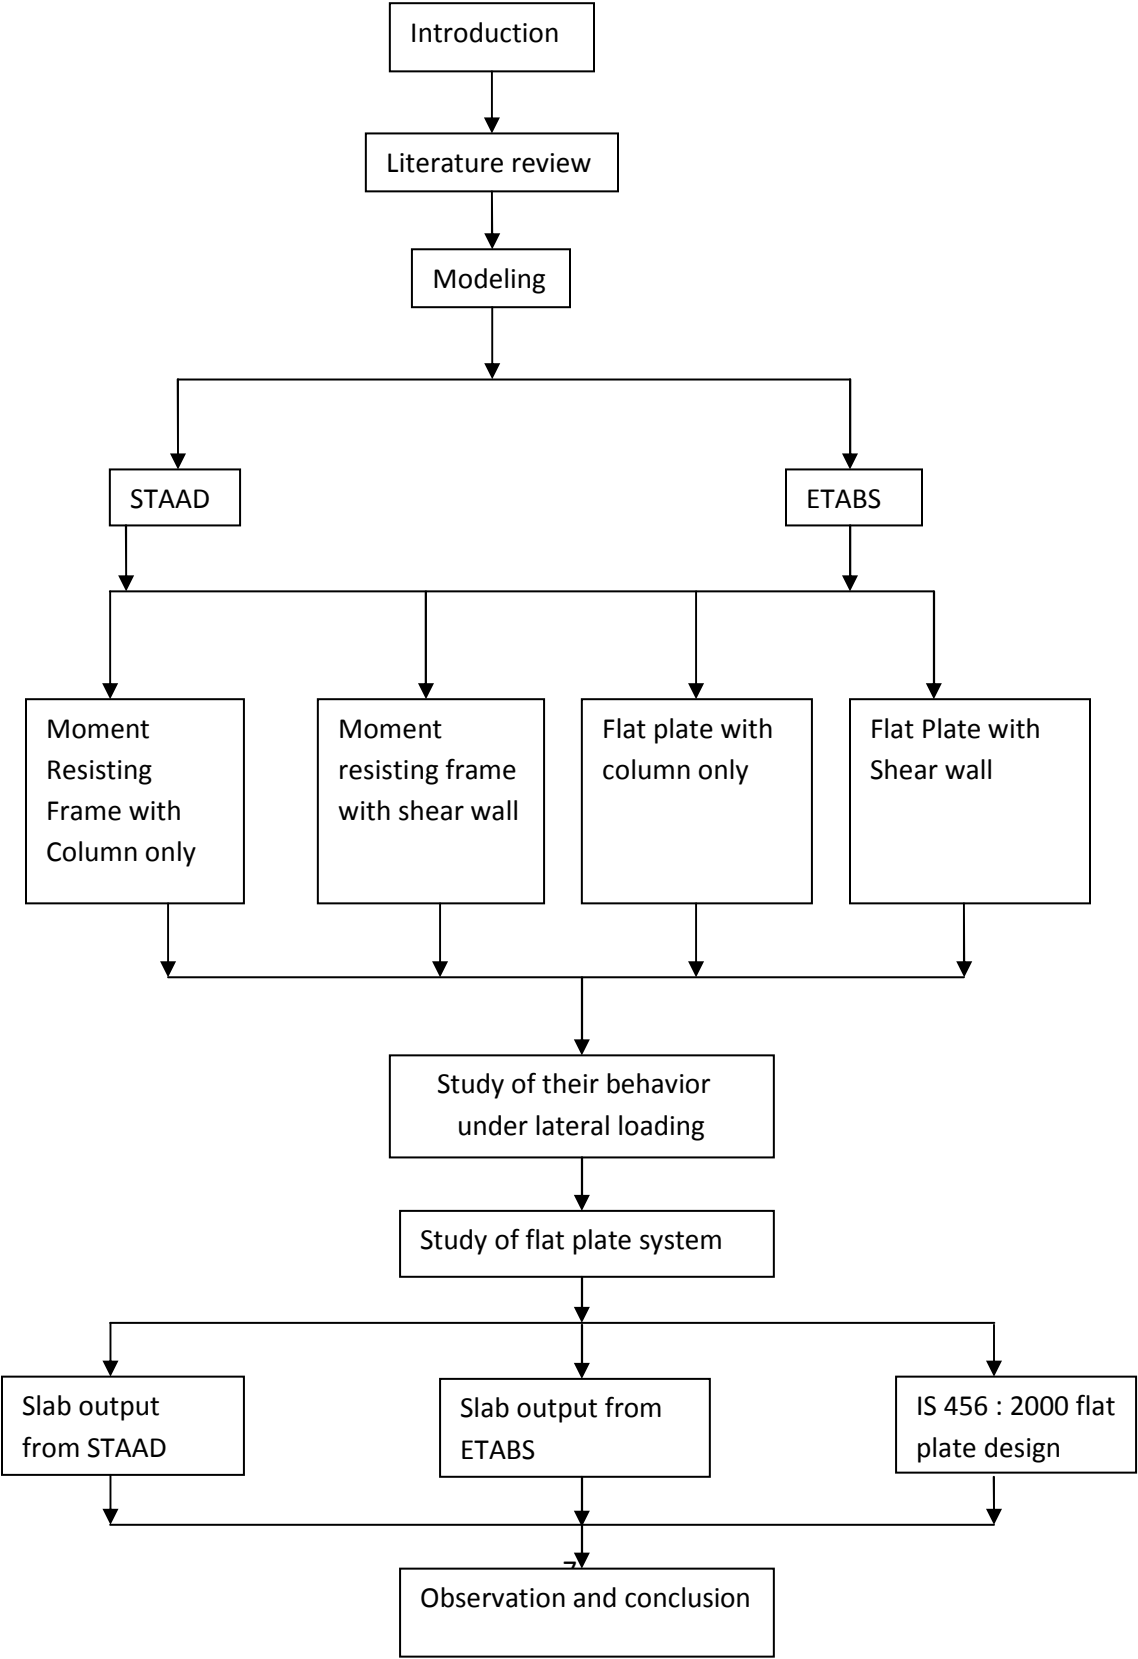 Introduction
Literature review
Modeling
STAAD
ETABS
Moment
Resisting
Frame with
Column only
Moment
resisting frame
with shear wall
Flat plate with
column only
Flat Plate with
Shear wall
Study of their behavior
under lateral loading
Study of flat plate system
Slab output
from STAAD
Slab output from
ETABS
IS 456 : 2000 flat
plate design
Observation and conclusion